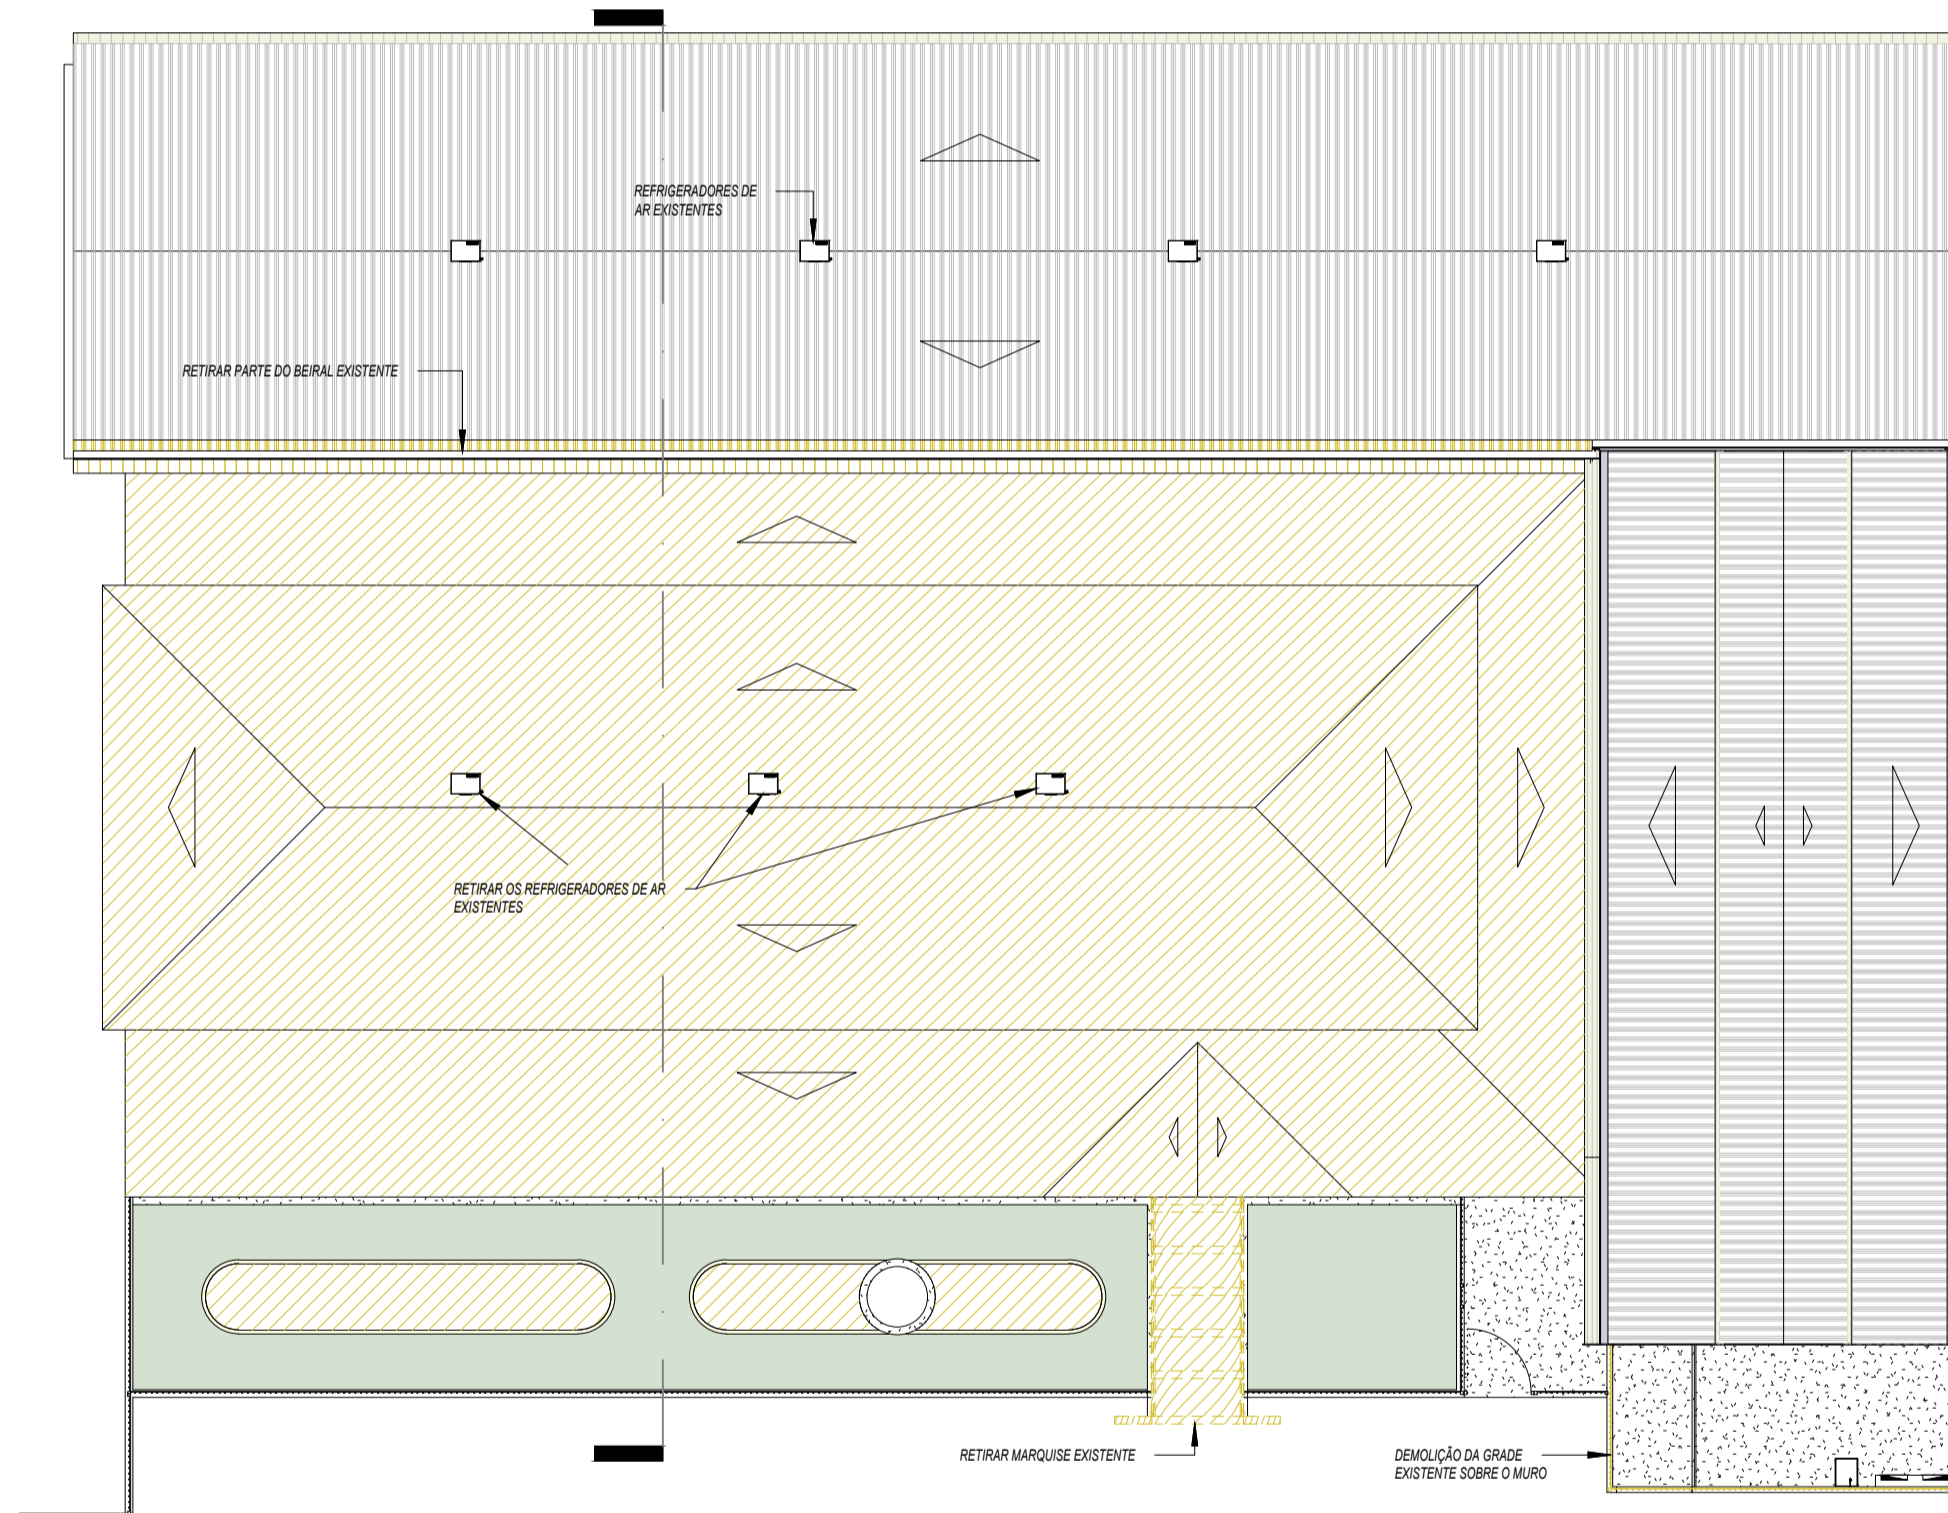 REFRIGERADORES DE
AR EXISTENTES
RETIRAR PARTE DO BEIRAL EXISTENTE
RETIRAR OS REFRIGERADORES DE AR
EXISTENTES
RETIRAR MARQUISE EXISTENTE
DEMOLIÇÃO DA GRADE
EXISTENTE SOBRE O MURO